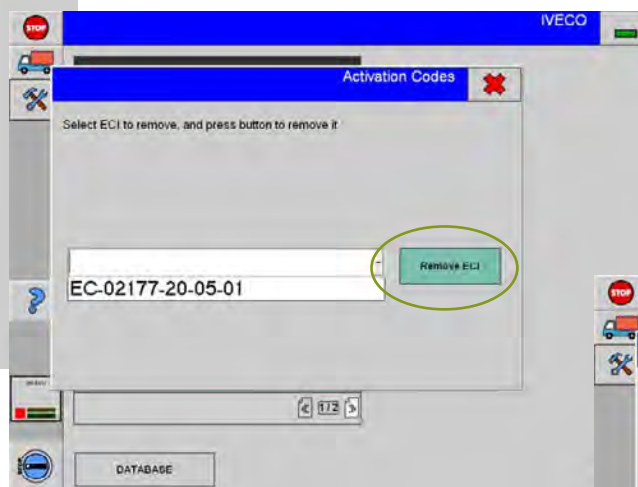 STOP
IVECO
Activation Codes
Select ECI to remove, and press button to remove it
Remove ECI
EC-02177-20-05-01
STOP
1/2
DATABASE